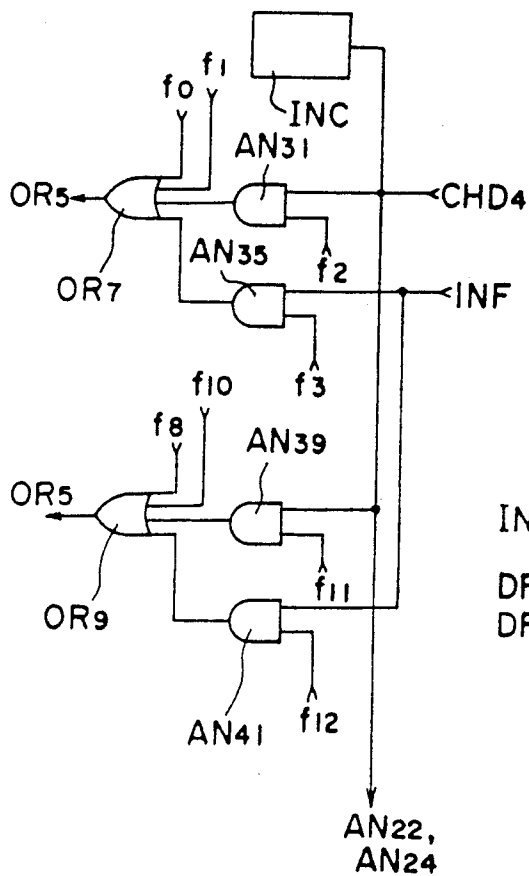 f0
f1
INC
AN31
OR5
CHD4
f2
AN35
OR7
INF
f3
f10
f8
AN39
OR5
IN
f11
DF
DF
OR9
f12
AN41
AN22,
AN24